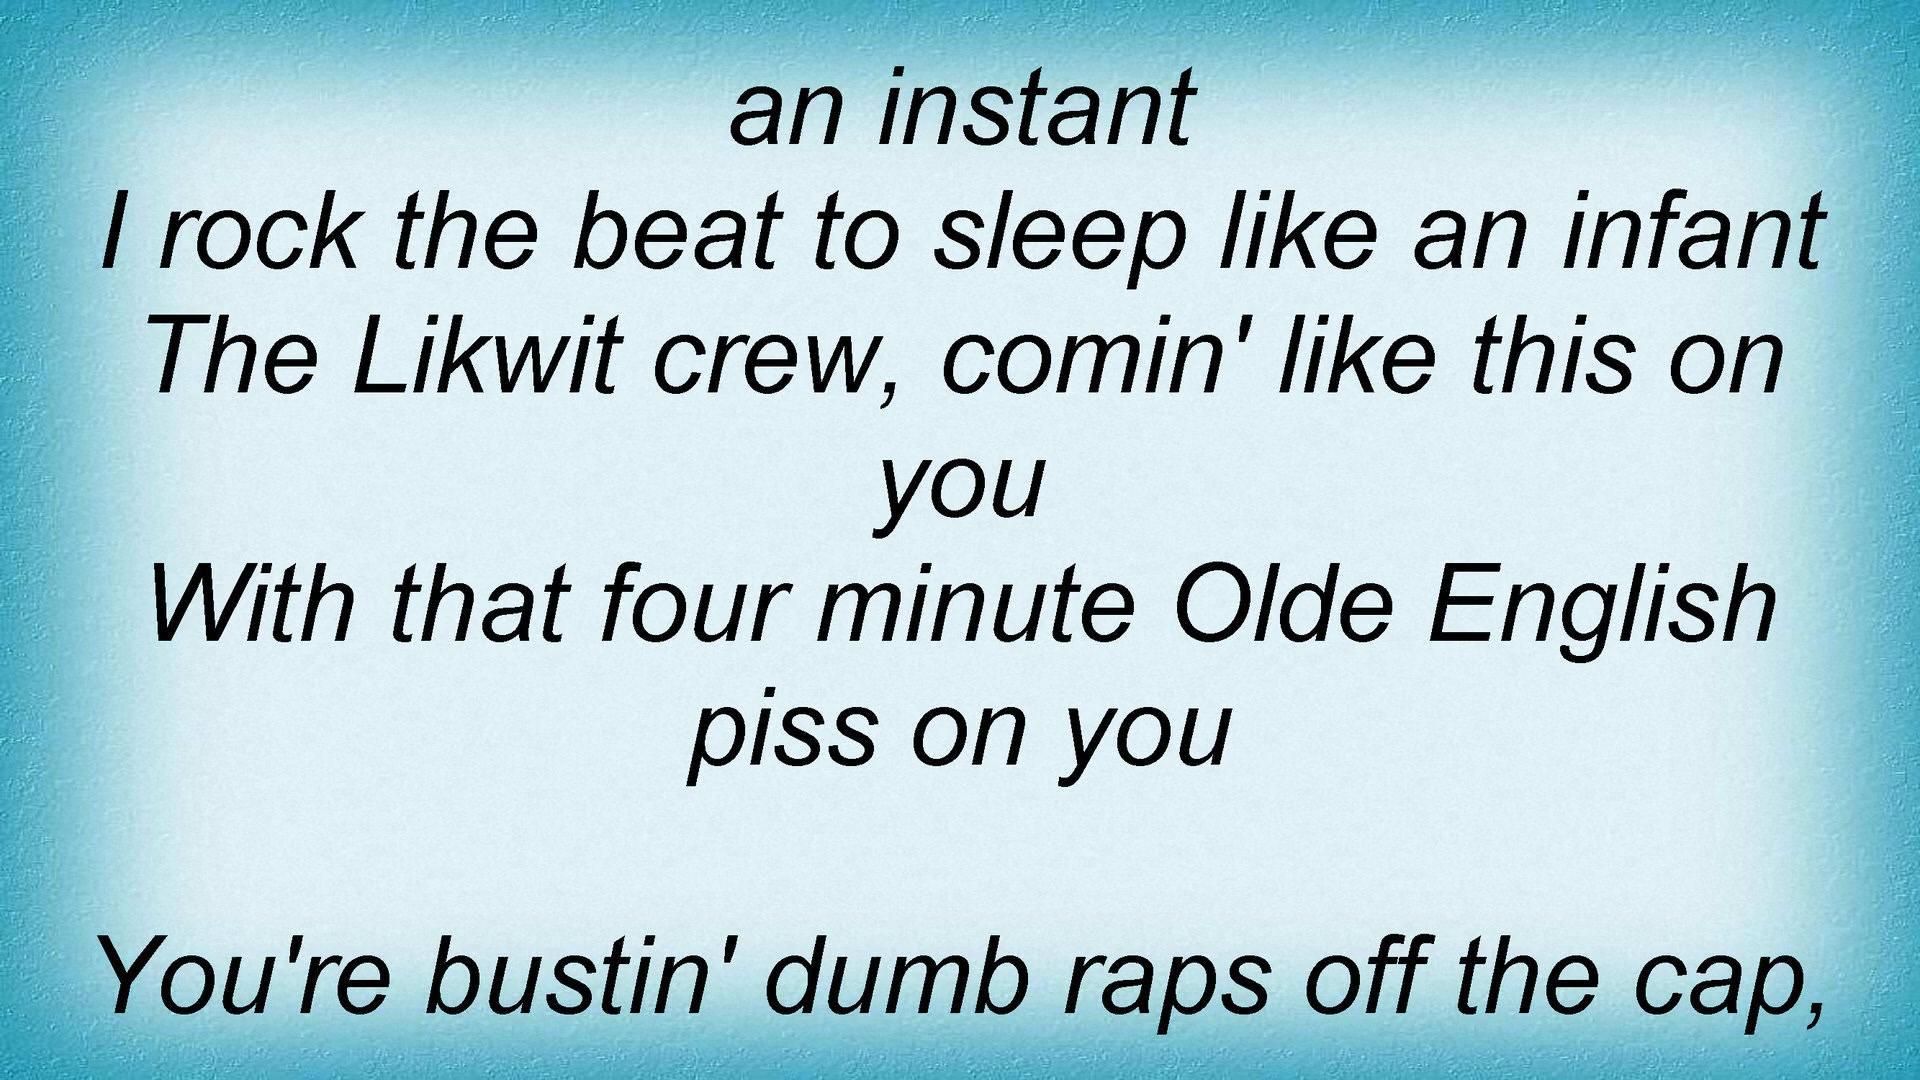 an instant
I rock the beat to sleep like an infant
The Likwit crew, comin' like this on
you
With that four minute Olde English
piss on you
You're bustin' dumb raps off the cap,